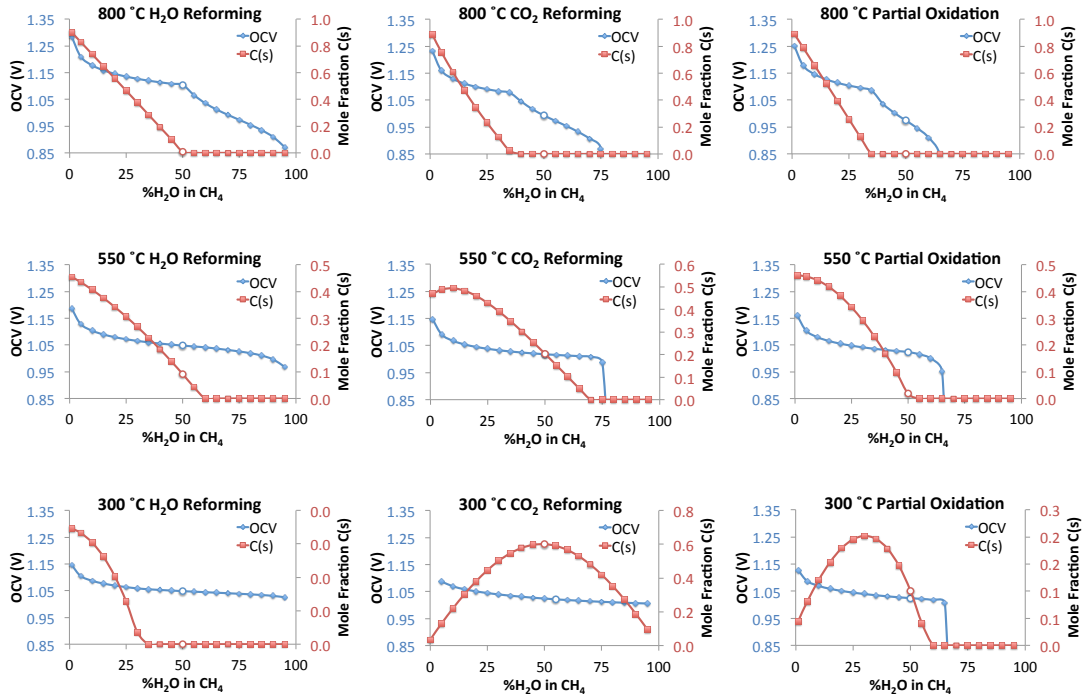 800 ˚C H2O Reforming
OCV (V)
1.35
1.25
1.15
1.05
0.95
0.85
OCV
C(s)
1.0
0.8
0.6
0.4
0.2
0.0
Mole Fraction C(s)
0 25 50 75 100
%H2O in CH4
800 ˚C CO2 Reforming
OCV (V)
1.35
1.25
1.15
1.05
0.95
0.85
OCV
C(s)
1.0
0.8
0.6
0.4
0.2
0.0
Mole Fraction C(s)
0 25 50 75 100
%H2O in CH4
800 ˚C Partial Oxidation
OCV (V)
1.35
1.25
1.15
1.05
0.95
0.85
OCV
C(s)
1.0
0.8
0.6
0.4
0.2
0.0
Mole Fraction C(s)
0 25 50 75 100
%H2O in CH4
550 ˚C H2O Reforming
OCV (V)
1.35
1.25
1.15
1.05
0.95
0.85
OCV
C(s)
0.5
0.4
0.3
0.2
0.1
0.0
Mole Fraction C(s)
0 25 50 75 100
%H2O in CH4
550 ˚C CO2 Reforming
OCV (V)
1.35
1.25
1.15
1.05
0.95
0.85
OCV
C(s)
0.6
0.5
0.4
0.3
0.2
0.1
0.0
Mole Fraction C(s)
0 25 50 75 100
%H2O in CH4
550 ˚C Partial Oxidation
OCV (V)
1.35
1.25
1.15
1.05
0.95
0.85
OCV
C(s)
0.5
0.4
0.3
0.2
0.1
0.0
Mole Fraction C(s)
0 25 50 75 100
%H2O in CH4
300 ˚C H2O Reforming
OCV (V)
1.35
1.25
1.15
1.05
0.95
0.85
OCV
C(s)
0.0
0.0
0.0
0.0
0.0
Mole Fraction C(s)
0 25 50 75 100
%H2O in CH4
300 ˚C CO2 Reforming
OCV (V)
1.35
1.25
1.15
1.05
0.95
0.85
OCV
C(s)
0.8
0.6
0.4
0.2
0.0
Mole Fraction C(s)
0 25 50 75 100
%H2O in CH4
300 ˚C Partial Oxidation
OCV (V)
1.35
1.25
1.15
1.05
0.95
0.85
OCV
C(s)
0.3
0.2
0.2
0.1
0.1
0.0
Mole Fraction C(s)
0 25 50 75 100
%H2O in CH4